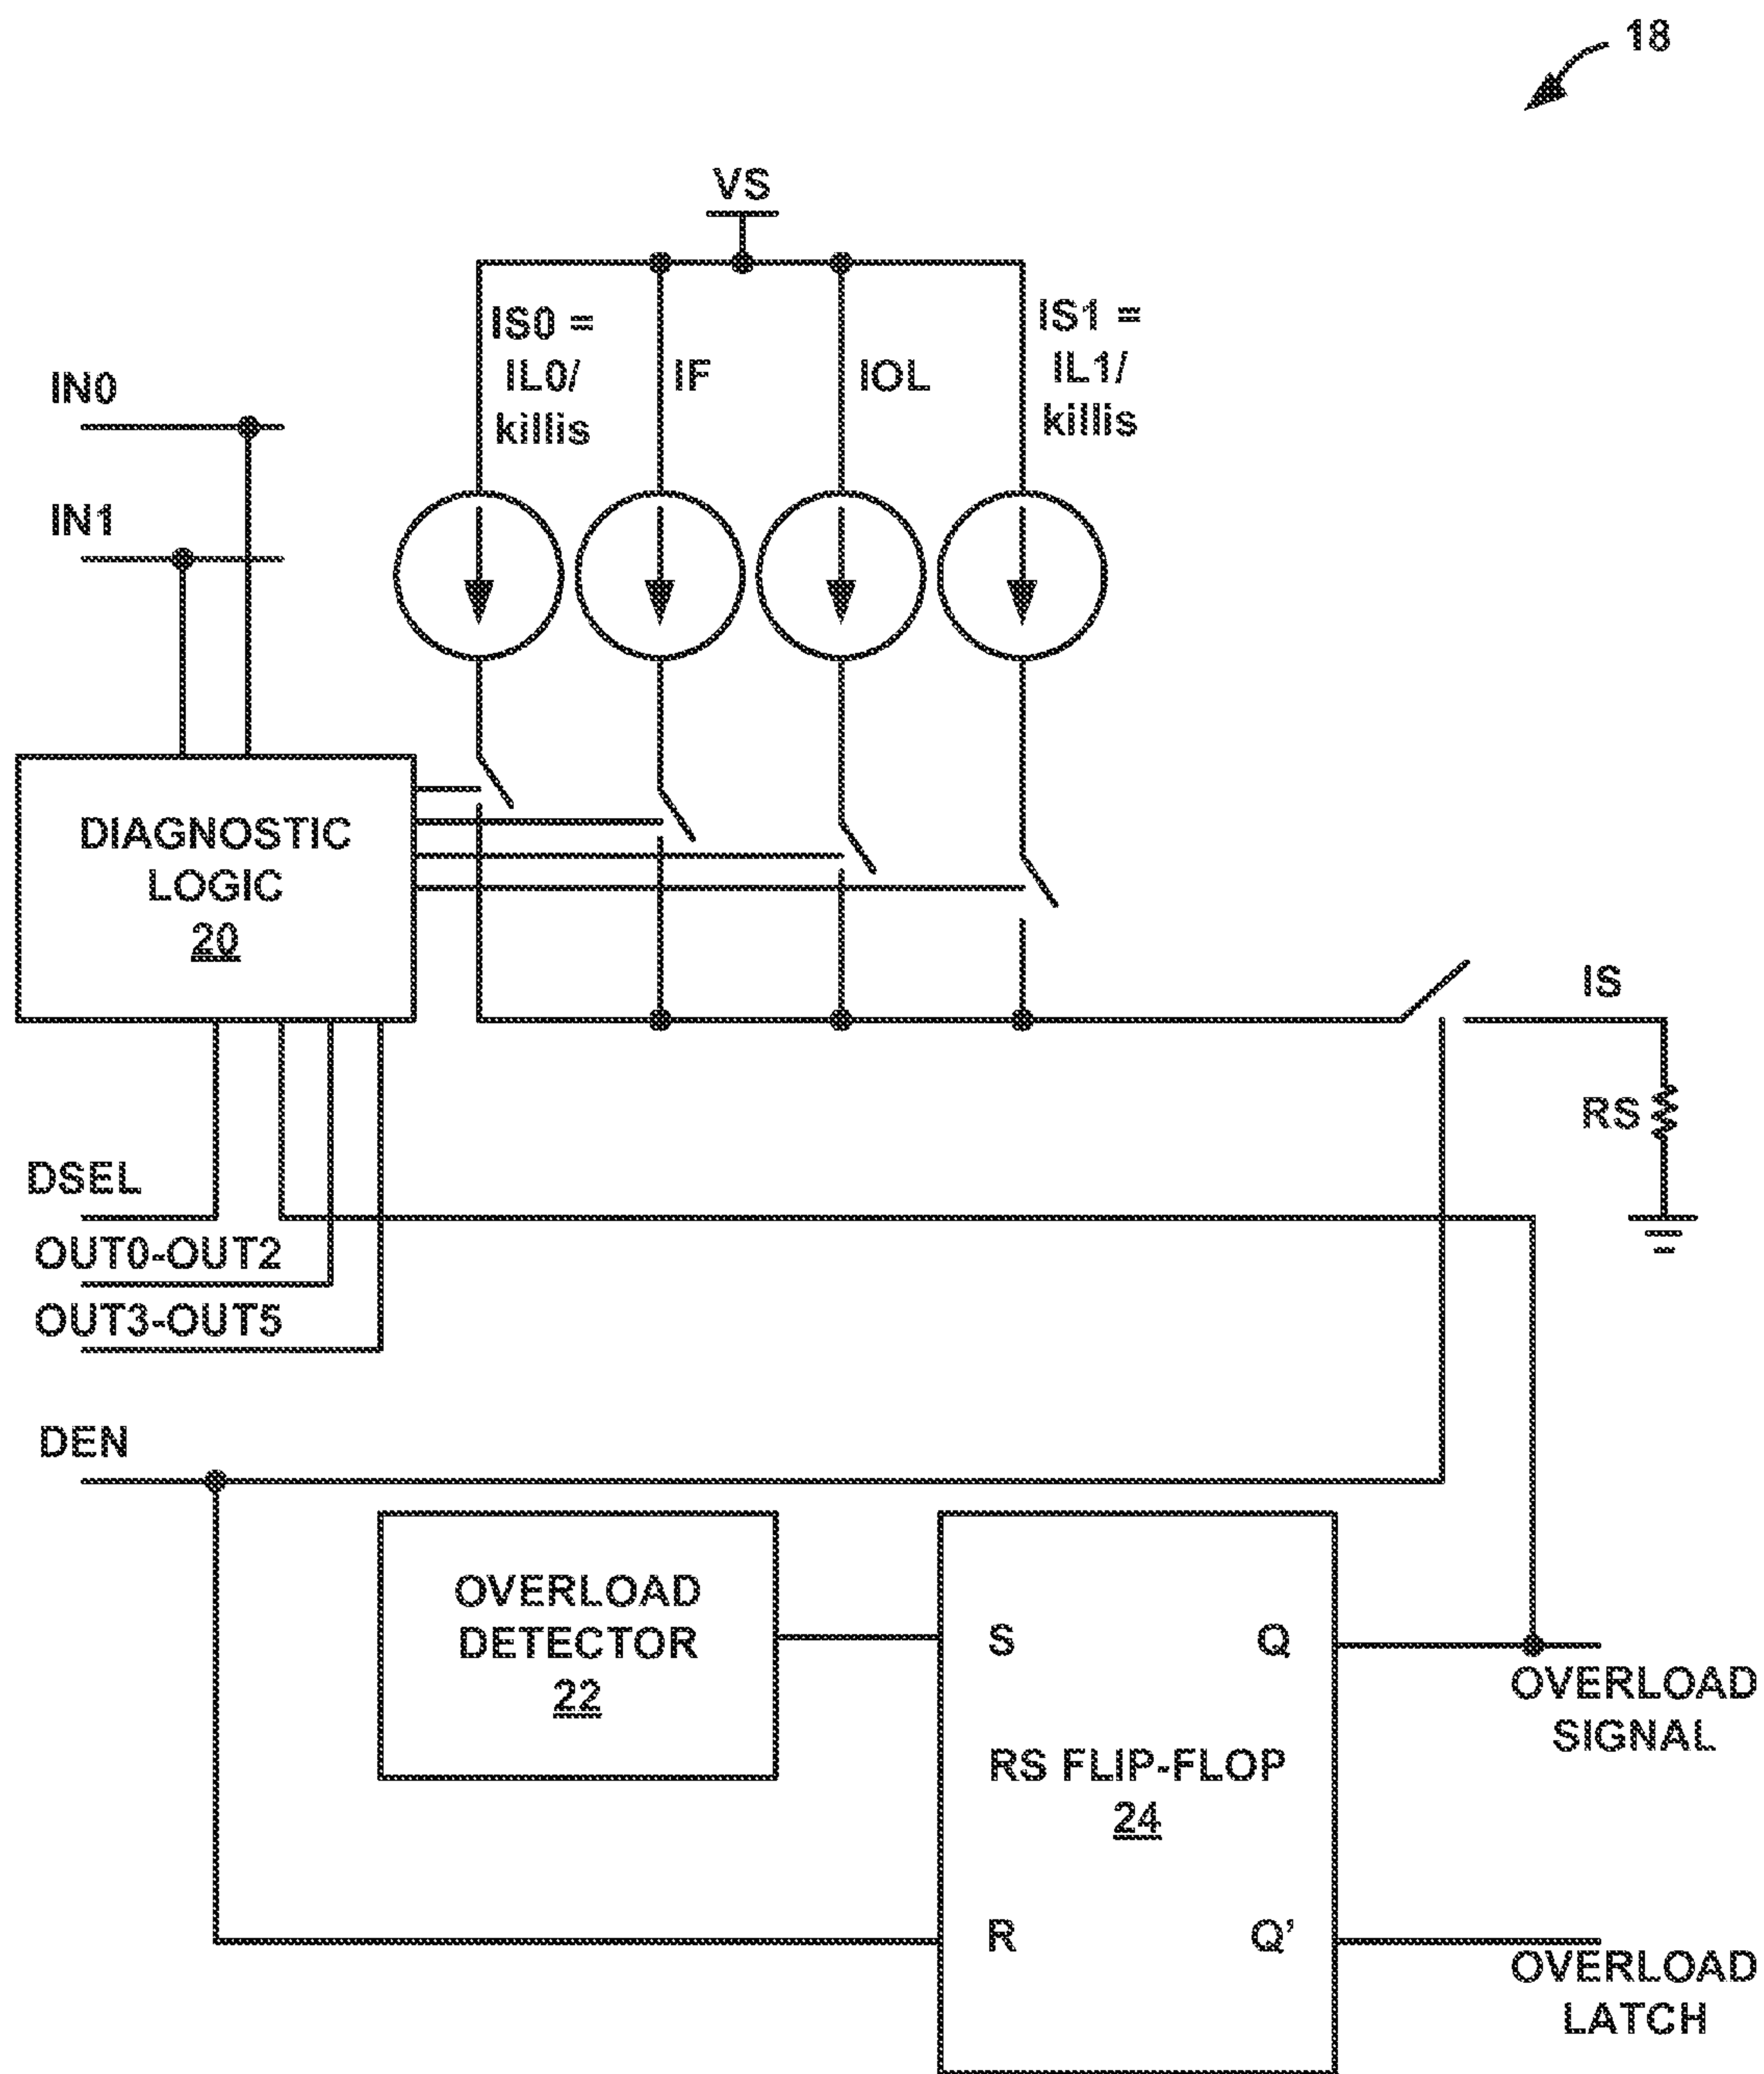 18
VS
IS0 =
IL0/
killis
IF
IOL
IS1 =
IL1/
killis
IN0
IN1
DIAGNOSTIC
LOGIC
20
IS
RS
DSEL
OUT0-OUT2
OUT3-OUT5
DEN
OVERLOAD
DETECTOR
22
S
Q
RS FLIP-FLOP
24
R
Q'
OVERLOAD
SIGNAL
OVERLOAD
LATCH